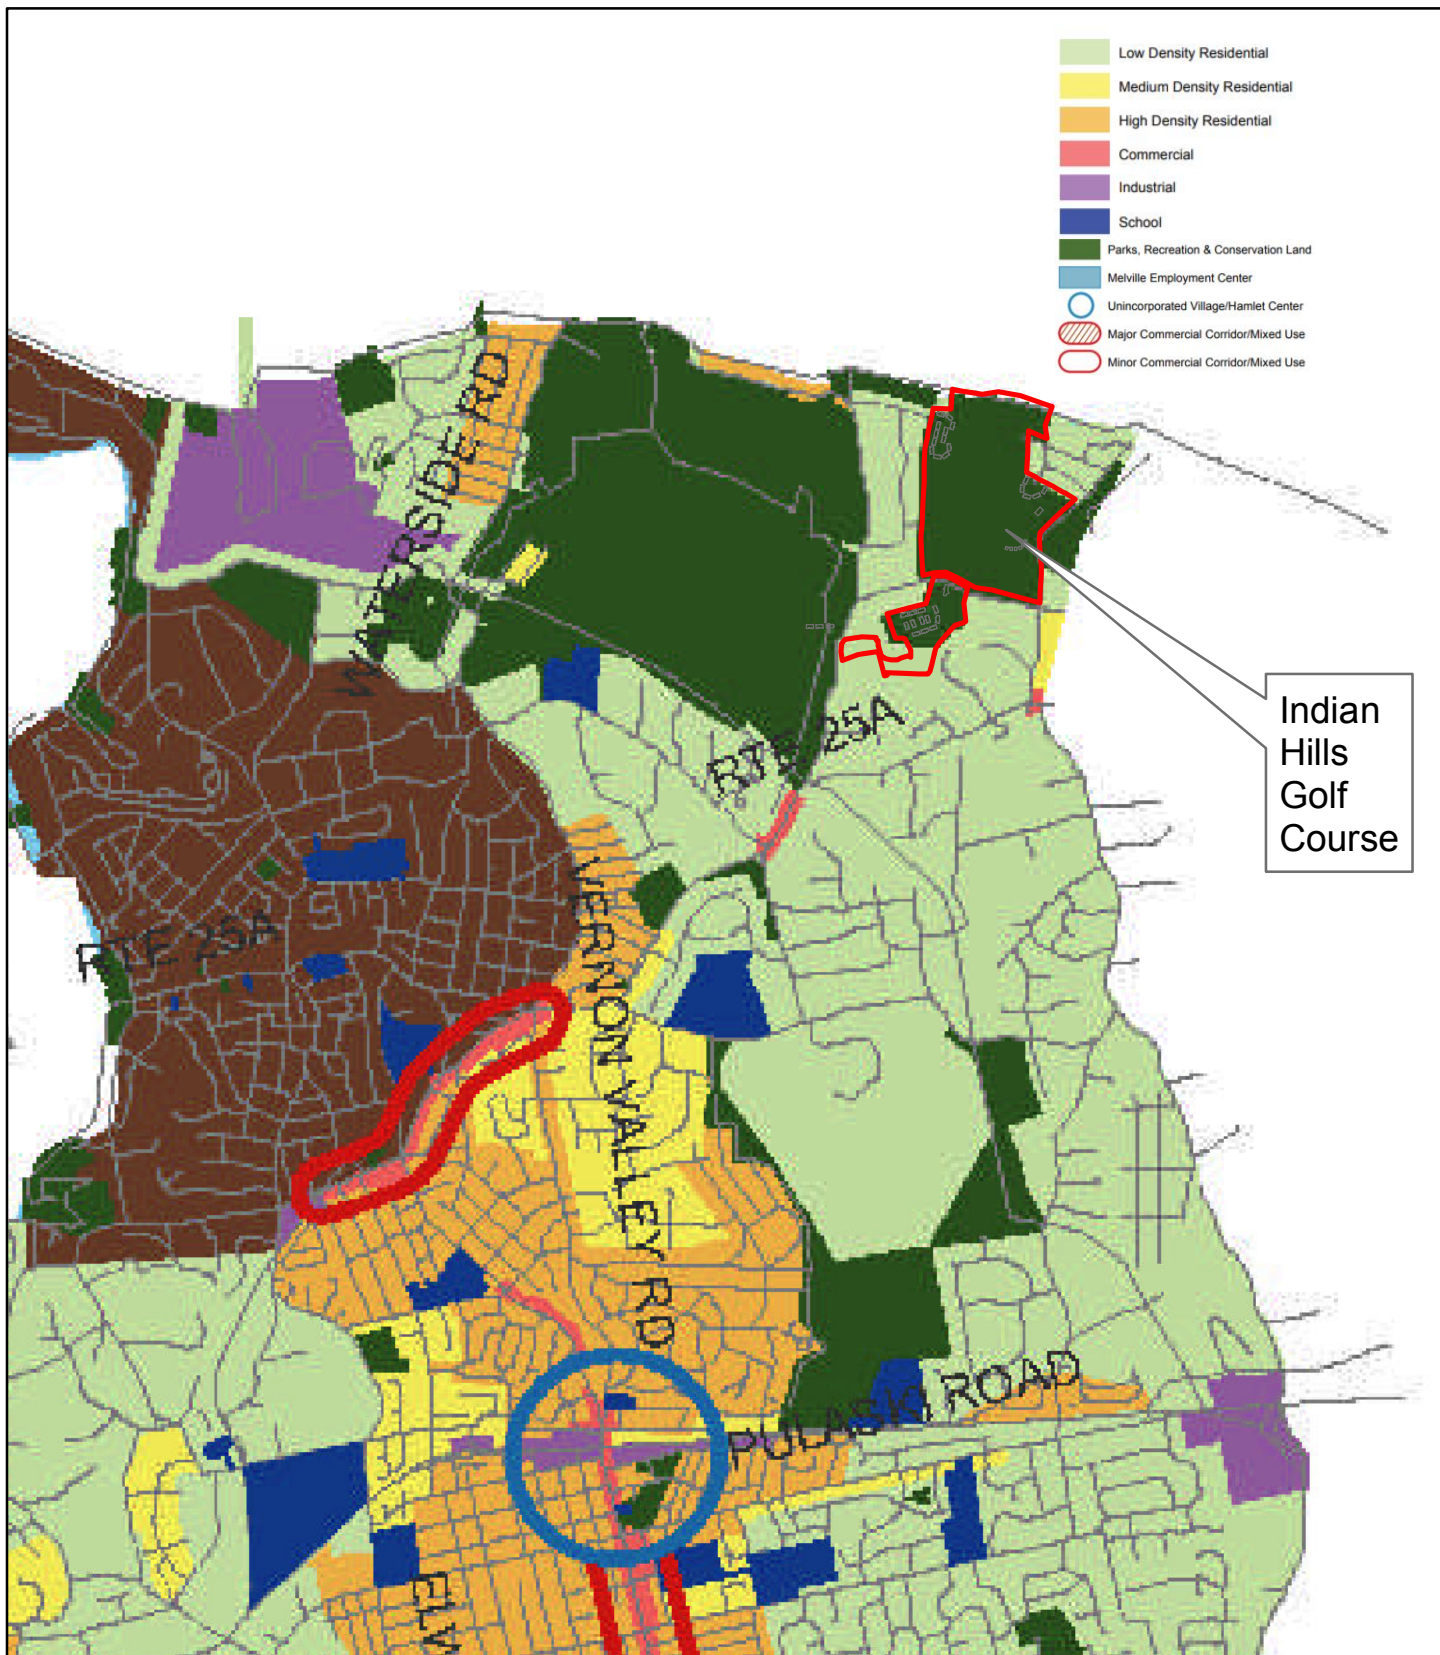 Low Density Residential
Medium Density Residential
High Density Residential
Commercial
Industrial
School
Parks, Recreation & Conservation Land
Melville Employment Center
Unincorporated Village/Hamlet Center
Major Commercial Corridor/Mixed Use
Minor Commercial Corridor/Mixed Use
WATERSIDE RD
RTE 25A
Indian
Hills
Golf
Course
RTE 25A
VERNON VALLEY RD
PULASKI ROAD
ELW